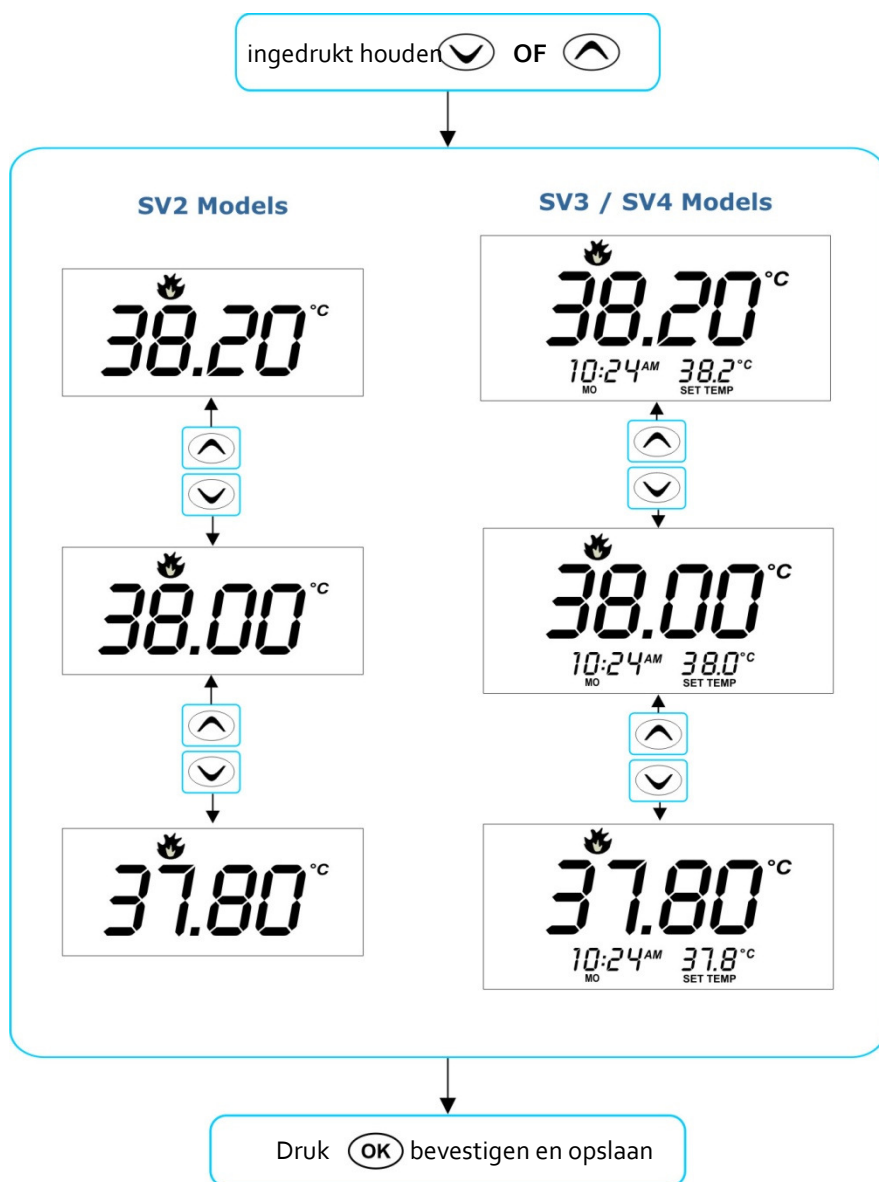 ingedrukt houden OF
SV2 Models
38.20°C
38.00°C
37.80°C
SV3 / SV4 Models
38.20°C
10:24AM 38.2°C
MO SET TEMP
38.00°C
10:24AM 38.0°C
MO SET TEMP
37.80°C
10:24AM 37.8°C
MO SET TEMP
Druk OK bevestigen en opslaan